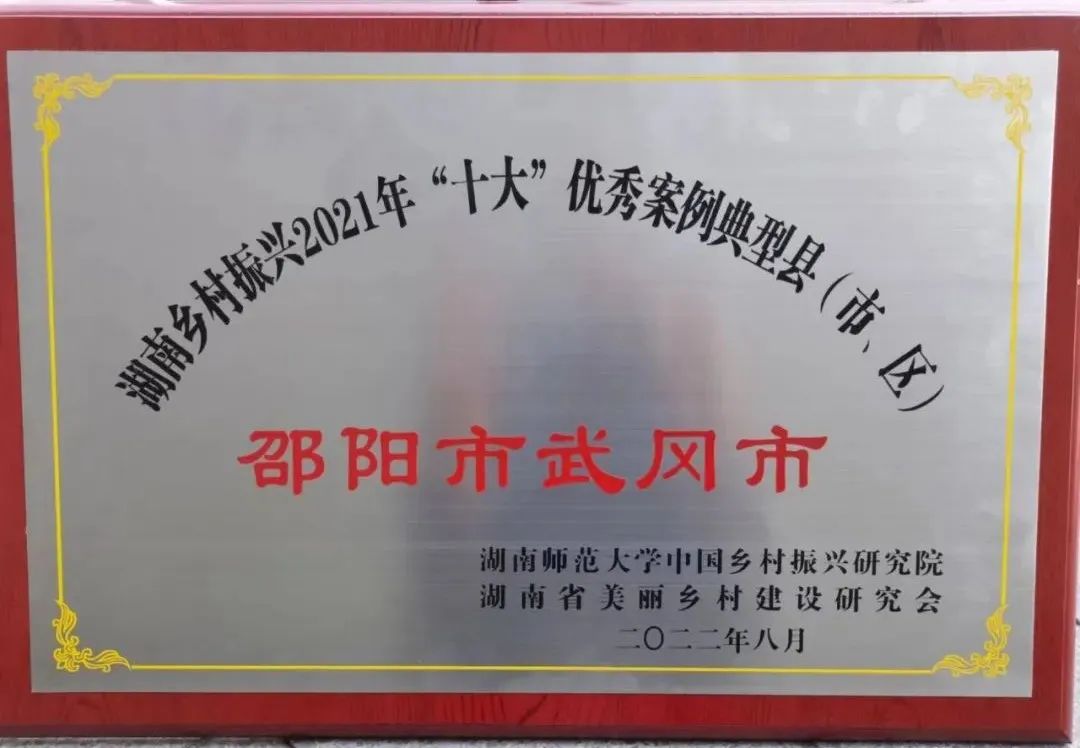 湖南乡村振兴2021年“十大”优秀案例典型县（市、区）
邵阳市武冈市
湖南师范大学中国乡村振兴研究院
湖南省美丽乡村建设研究会
二〇二二年八月